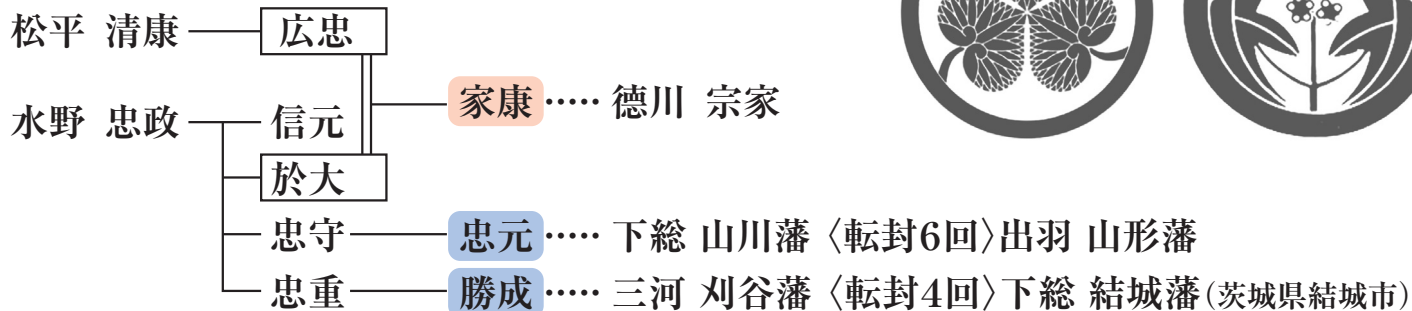 松平 清康 広忠
家康 ····· 徳川 宗家
水野 忠政 信元
於大
忠守 忠元 ····· 下総 山川藩〈転封6回〉出羽 山形藩
忠重 勝成 ····· 三河 刈谷藩〈転封4回〉下総 結城藩(茨城県結城市)